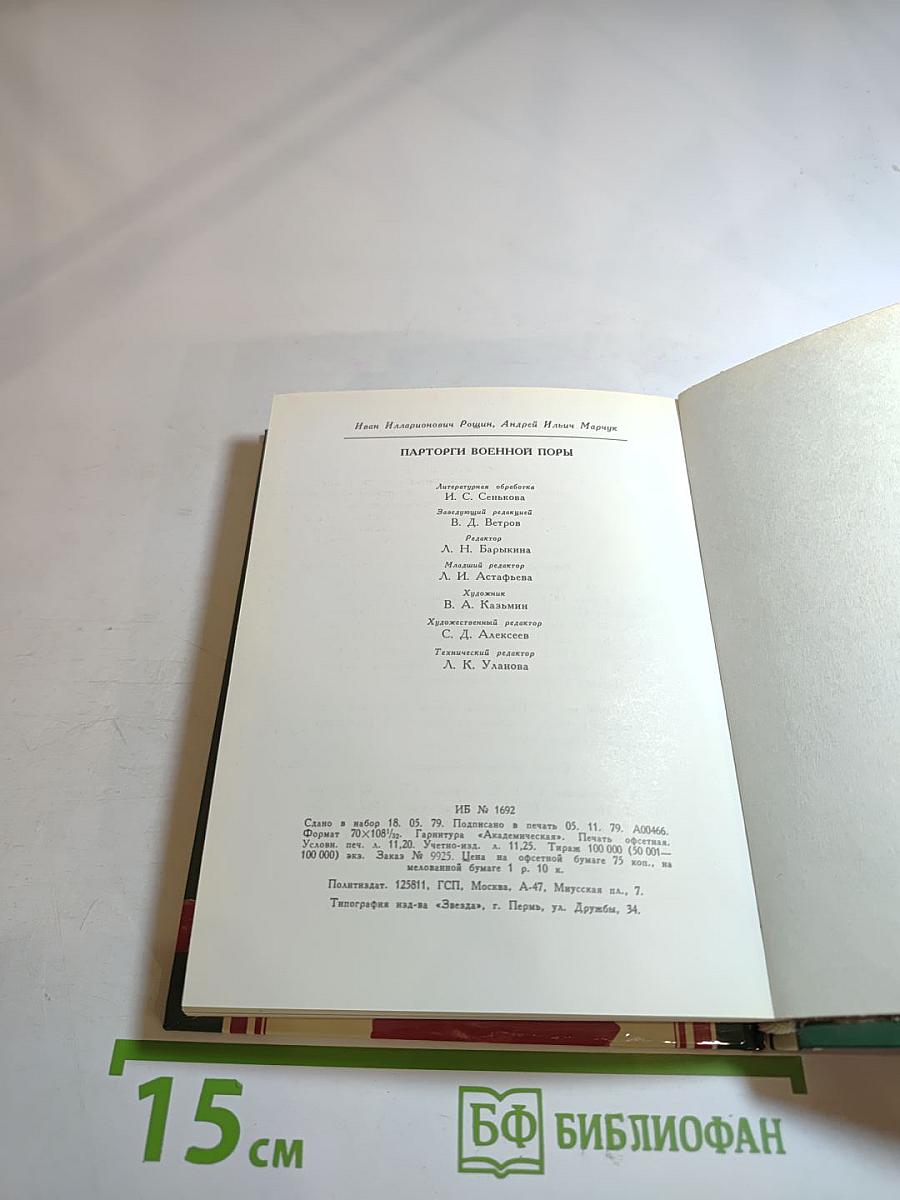 Иван Илларионович Рощин, Андрей Ильич Марчук
ПАРТОРГИ ВОЕННОЙ ПОРЫ
Литературная обработка
И. С. Сенькова
Заведующий редакцией
В. Д. Ветров
Редактор
Л. Н. Барыкина
Младший редактор
Л. И. Астафьева
Художник
В. А. Казьмин
Художественный редактор
С. Д. Алексеев
Технический редактор
Л. К. Уланова
ИБ № 1692
Сдано в набор 18. 05. 79. Подписано в печать 05. 11. 79. А00466.
Формат 70×108¹/₃₂. Гарнитура «Академическая». Печать офсетная.
Условн. печ. л. 11,20. Учетно-изд. л. 11,25. Тираж 100 000 (50 001—
100 000) экз. Заказ № 9925. Цена на офсетной бумаге 75 коп., на
мелованной бумаге 1 р. 10 к.
Политиздат. 125811, ГСП, Москва, А-47, Миусская пл., 7.
Типография изд-ва «Звезда», г. Пермь, ул. Дружбы, 34.
15 см
БФ БИБЛИОФАН